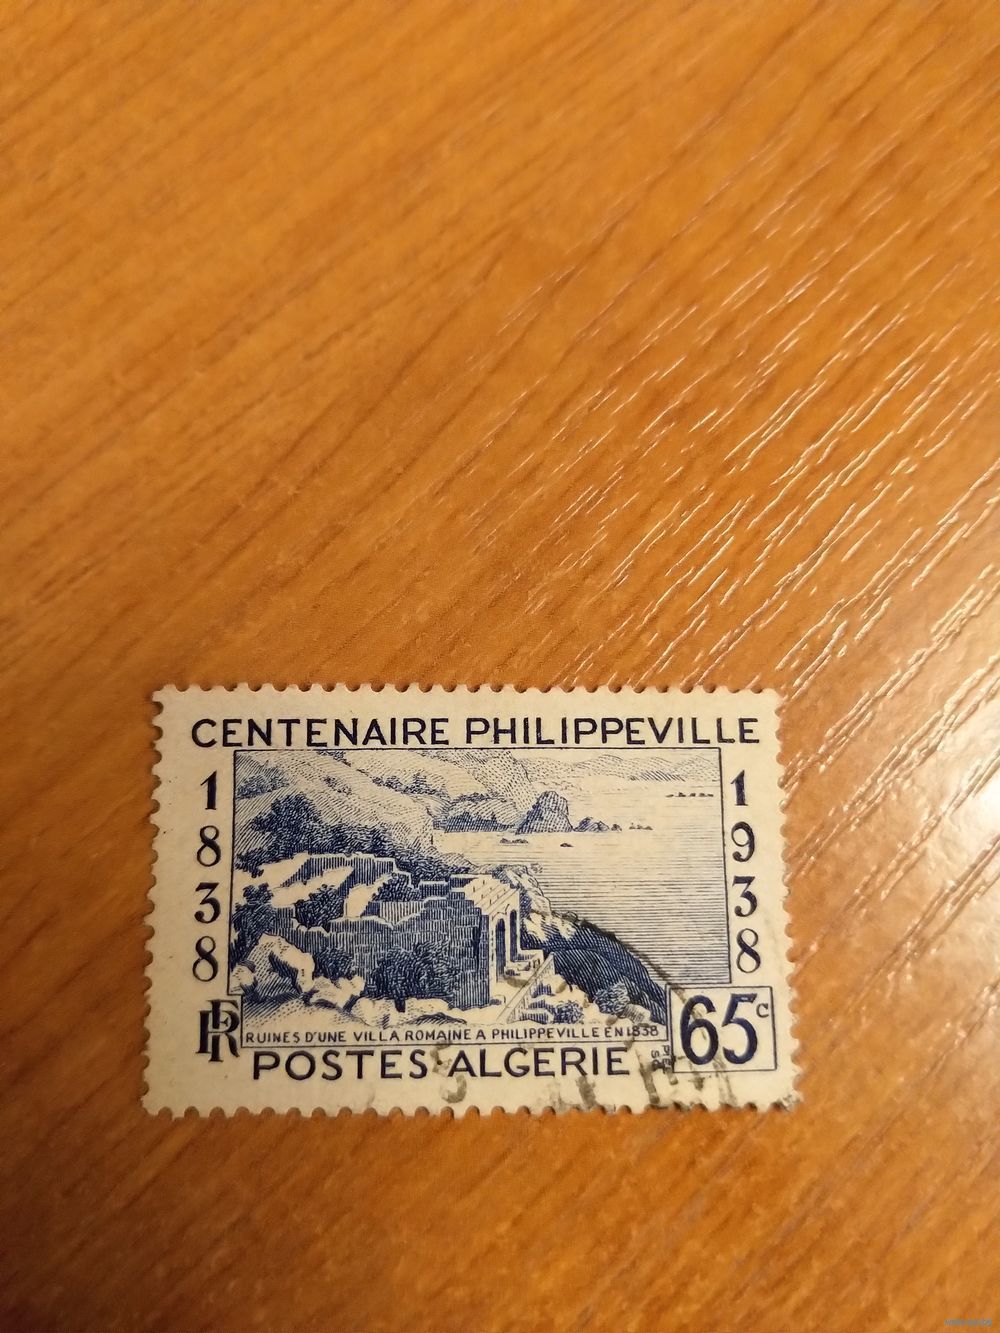 CENTENAIRE PHILIPPEVILLE
1838
1938
RF
RUINES D'UNE VILLA ROMAINE A PHILIPPEVILLE EN 1838
65c
POSTES ALGERIE